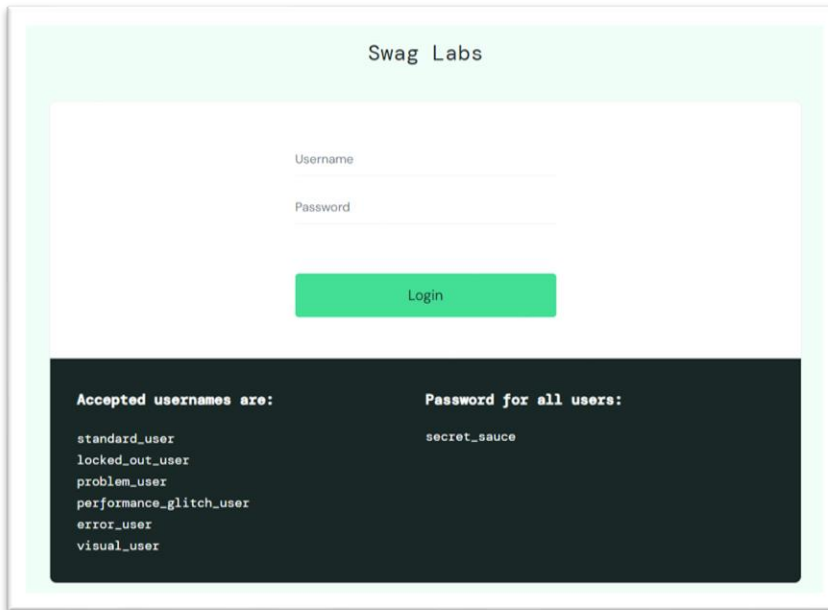 Swag Labs
Username
Password
Login
Accepted usernames are:
standard_user
locked_out_user
problem_user
performance_glitch_user
error_user
visual_user
Password for all users:
secret_sauce